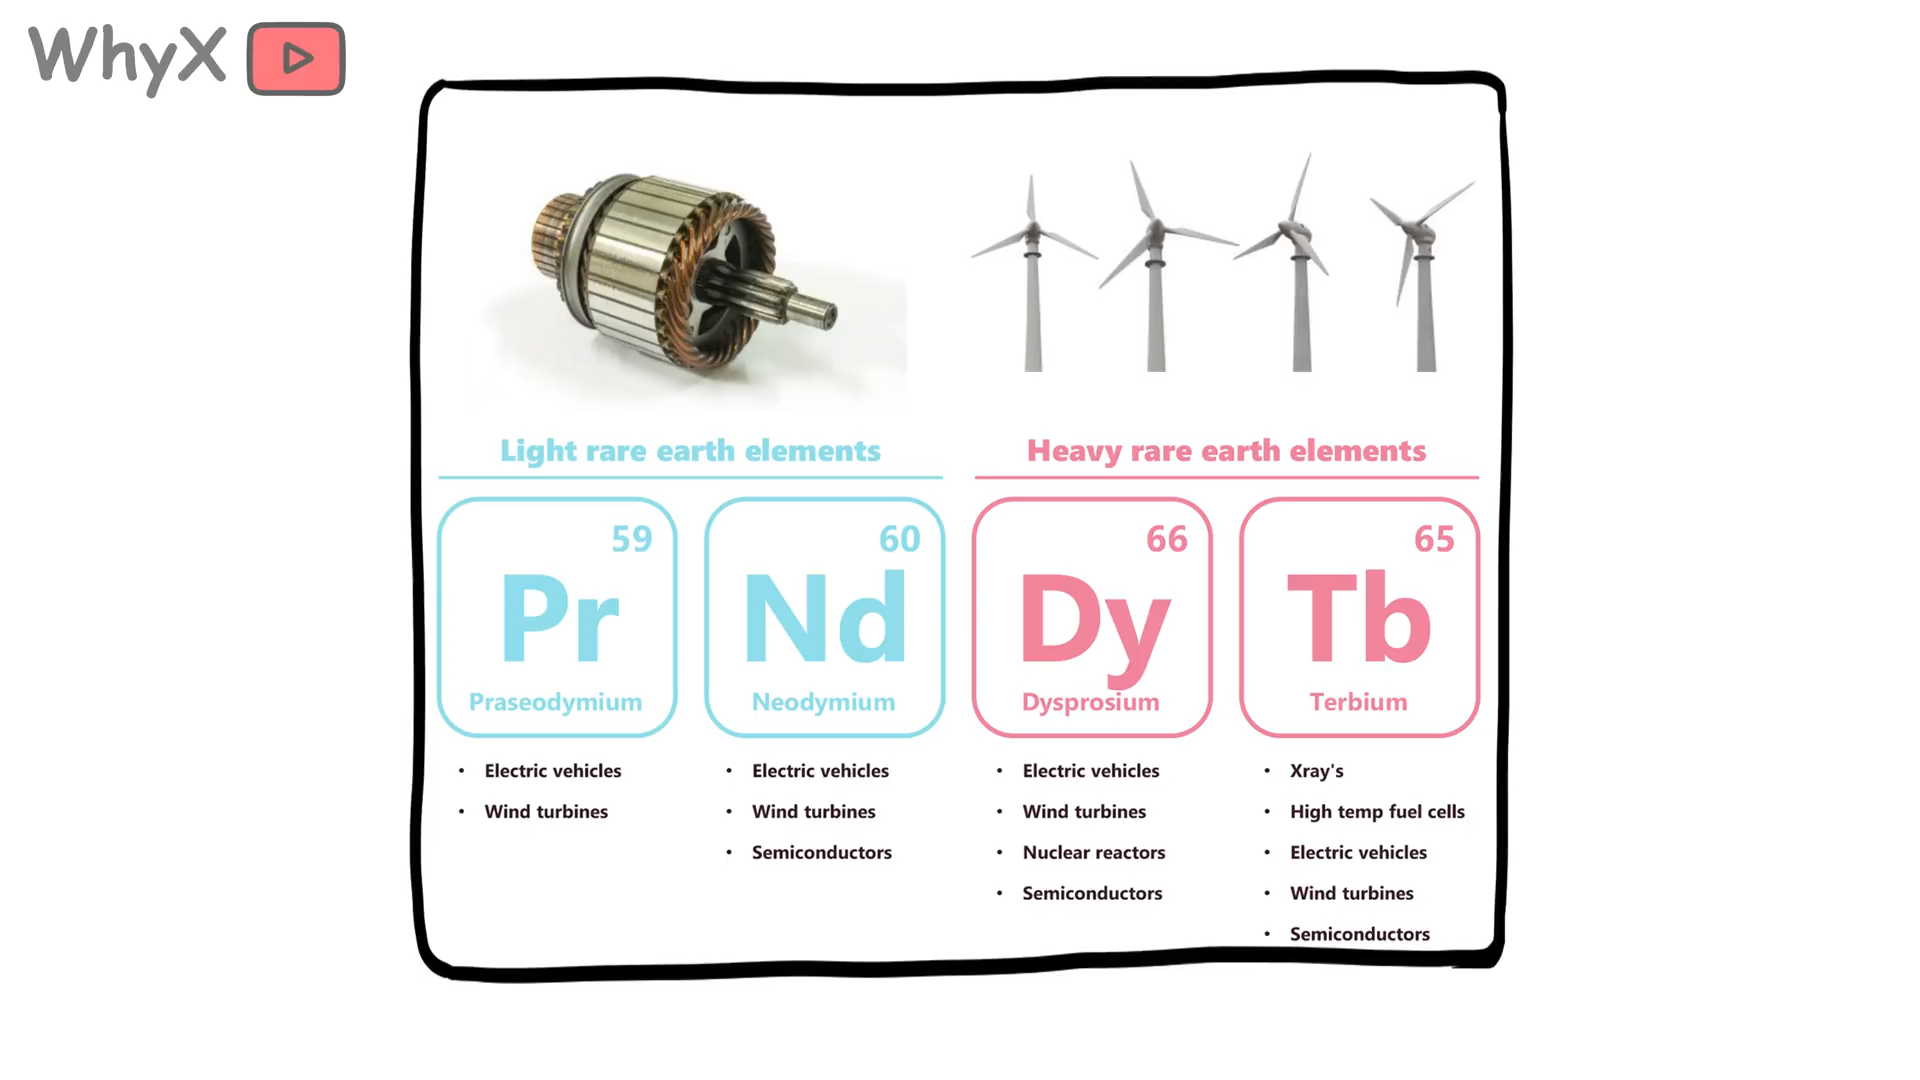 WhyX
Light rare earth elements
Heavy rare earth elements
59
Pr
Praseodymium
60
Nd
Neodymium
66
Dy
Dysprosium
65
Tb
Terbium
• Electric vehicles
• Wind turbines
• Electric vehicles
• Wind turbines
• Semiconductors
• Electric vehicles
• Wind turbines
• Nuclear reactors
• Semiconductors
• Xray's
• High temp fuel cells
• Electric vehicles
• Wind turbines
• Semiconductors